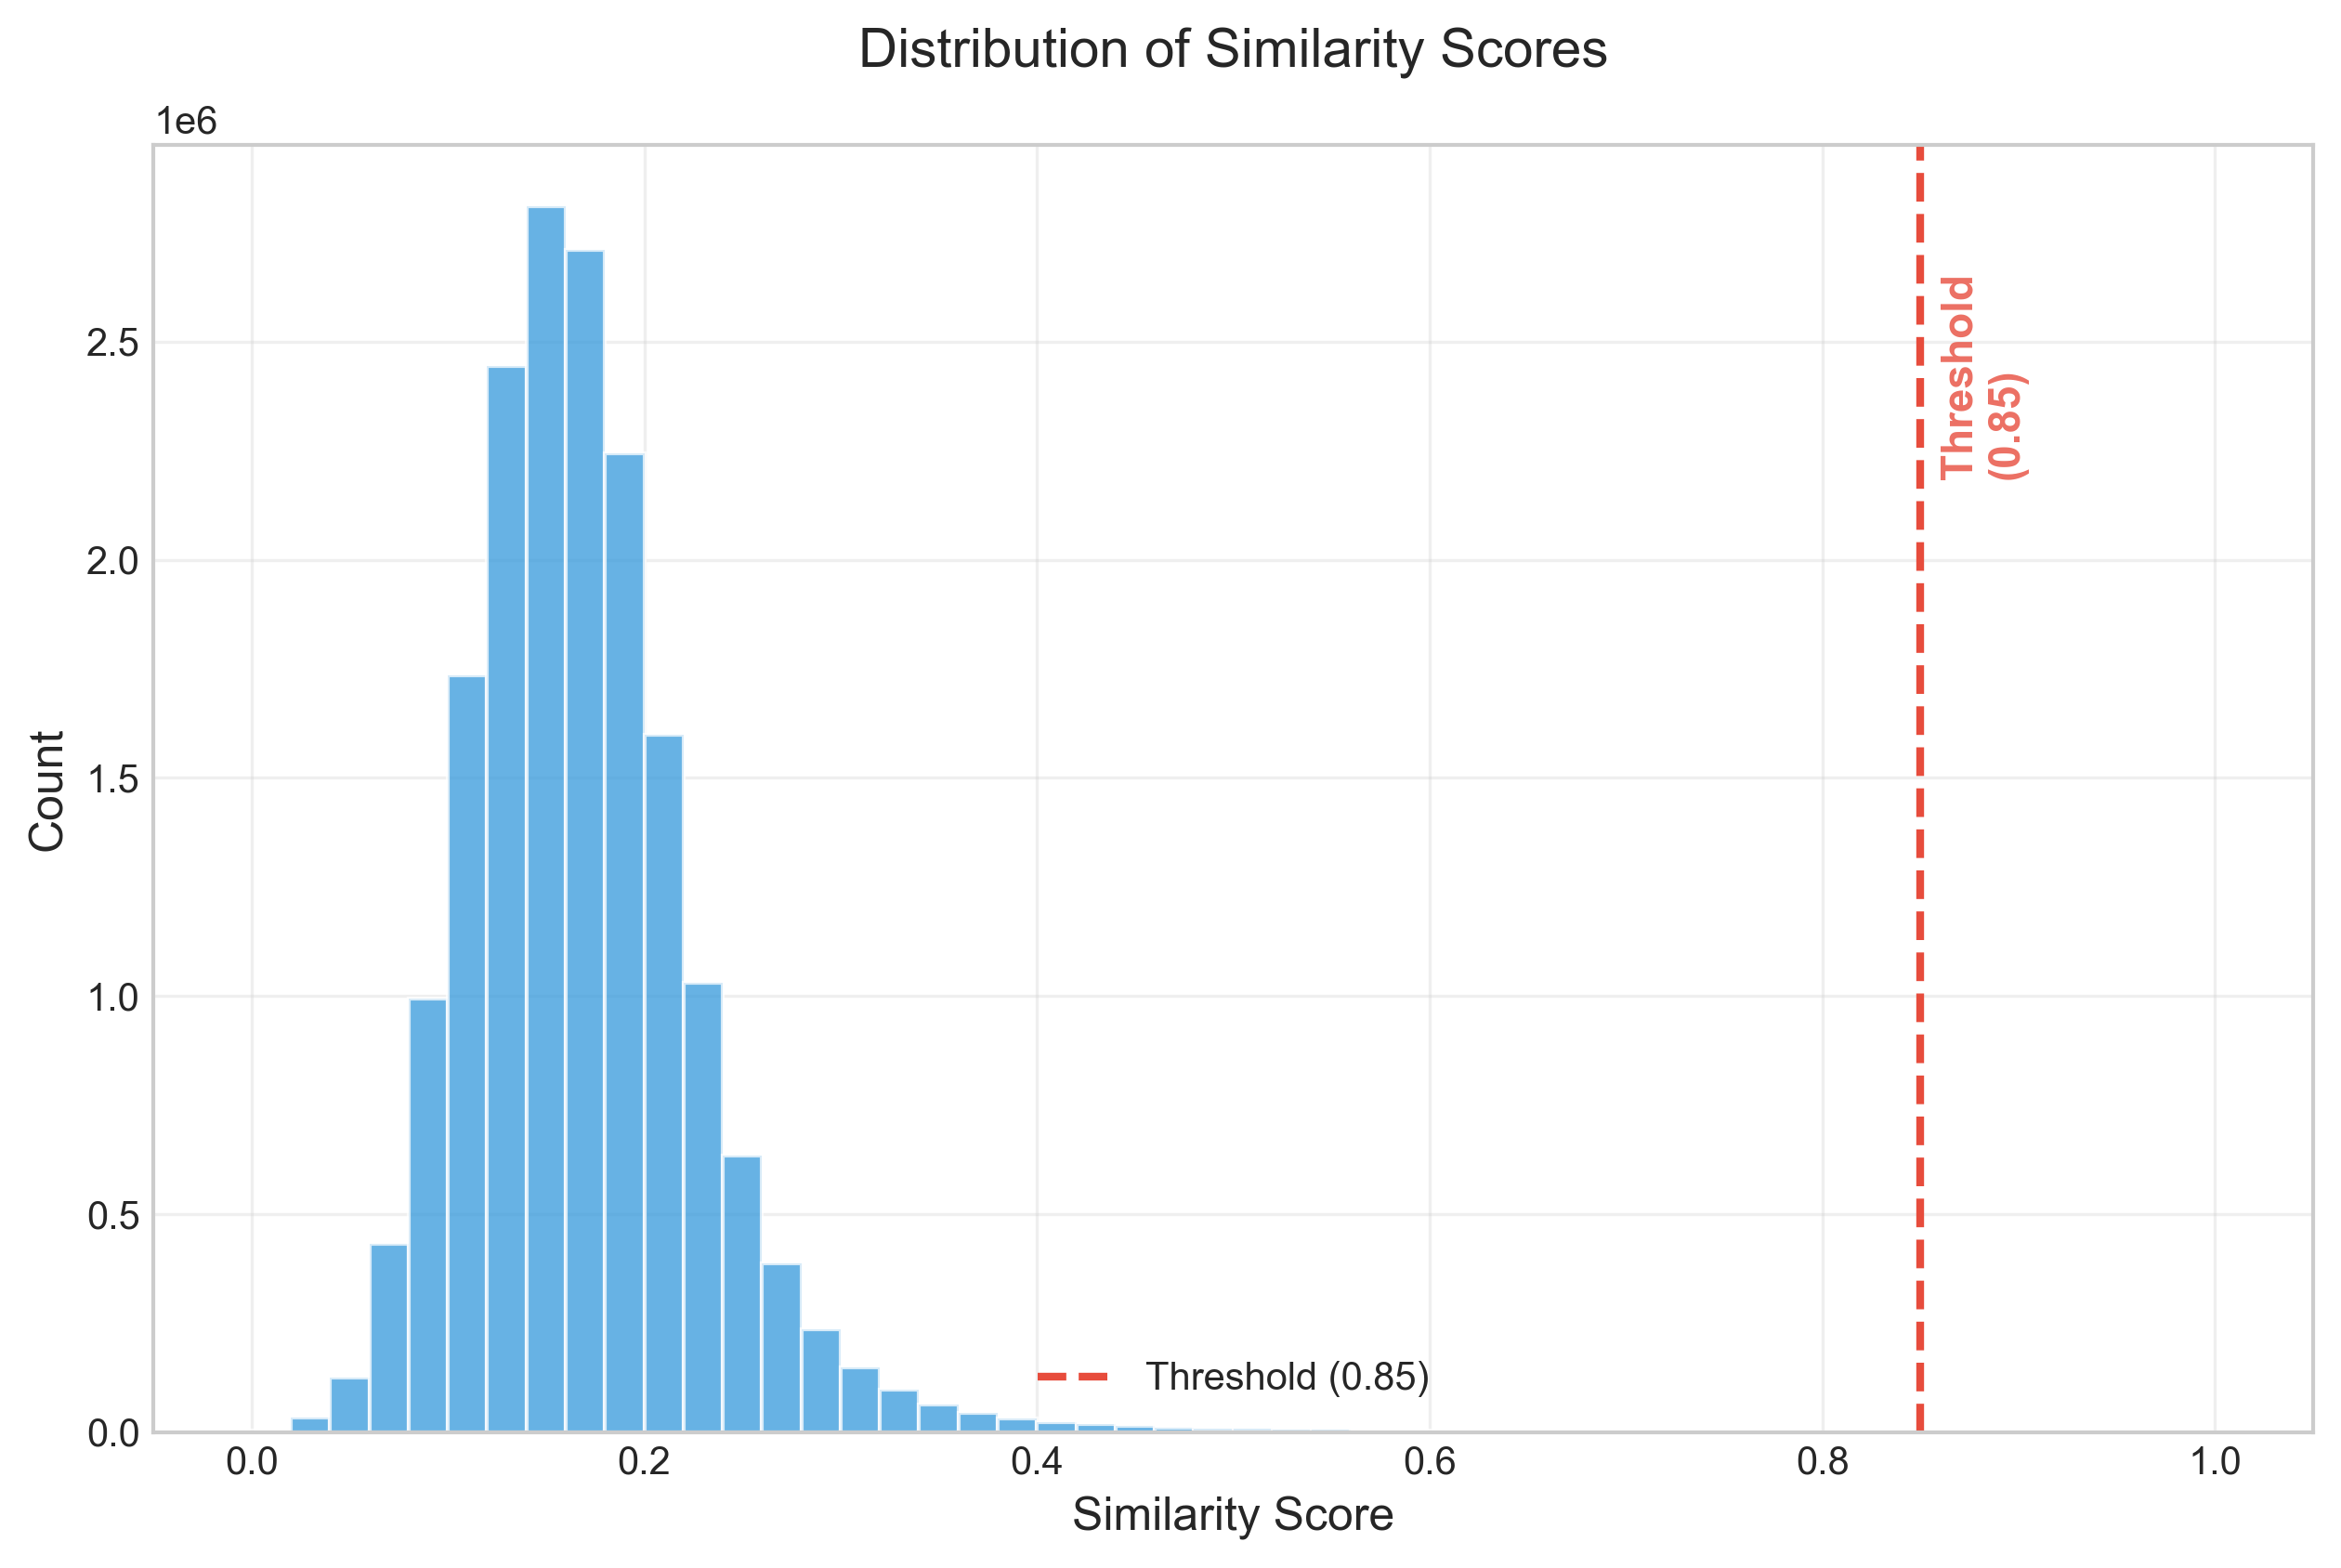 Distribution of Similarity Scores
1e6
2.5
2.0
1.5
1.0
0.5
0.0
Count
Threshold
(0.85)
Threshold (0.85)
0.0 0.2 0.4 0.6 0.8 1.0
Similarity Score